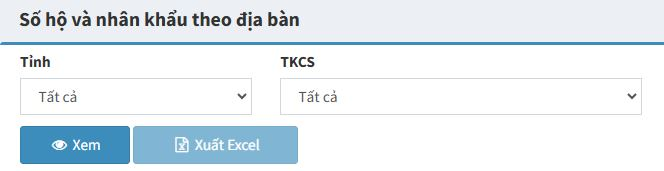 Số hộ và nhân khẩu theo địa bàn
Tỉnh
TKCS
Tất cả
Tất cả
Xem
Xuất Excel